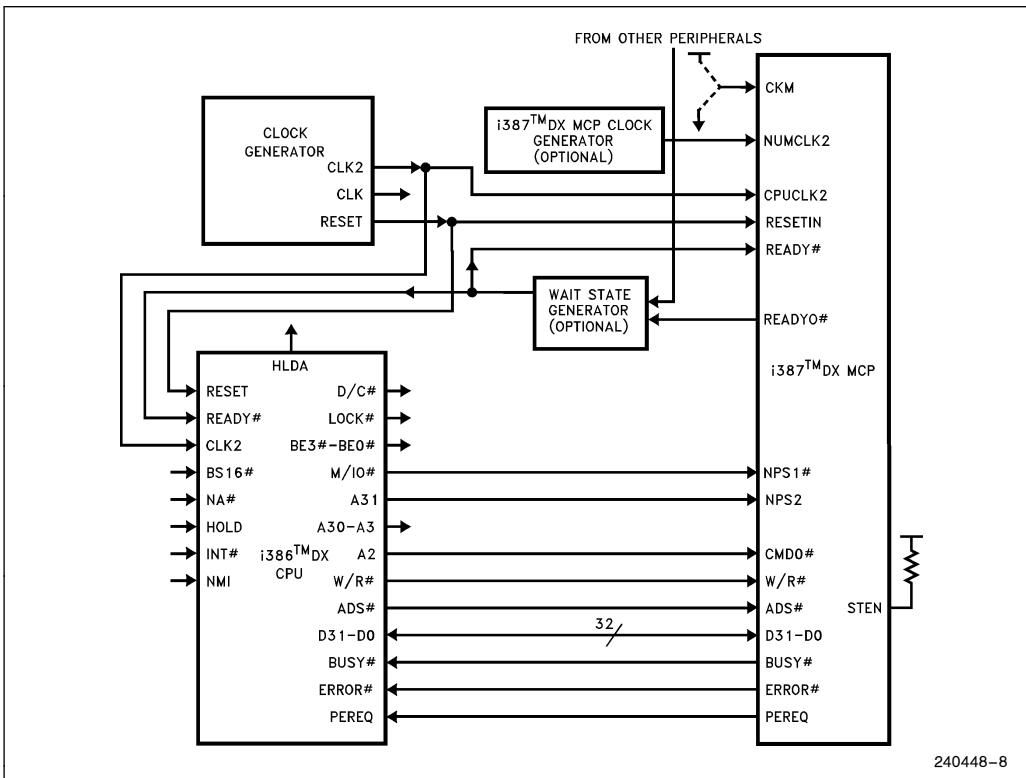 FROM OTHER PERIPHERALS
CLOCK
GENERATOR
CLK2
CLK
RESET
i387™DX MCP CLOCK
GENERATOR
(OPTIONAL)
WAIT STATE
GENERATOR
(OPTIONAL)
CKM
NUMCLK2
CPUCLK2
RESETIN
READY#
READYO#
i387™DX MCP
NPS1#
NPS2
CMD0#
W/R#
ADS#
STEN
D31-D0
BUSY#
ERROR#
PEREQ
HLDA
RESET
READY#
CLK2
BS16#
NA#
HOLD
INT#
NMI
i386™DX
CPU
D/C#
LOCK#
BE3#-BE0#
M/IO#
A31
A30-A3
A2
W/R#
ADS#
D31-D0
BUSY#
ERROR#
PEREQ
32
240448-8